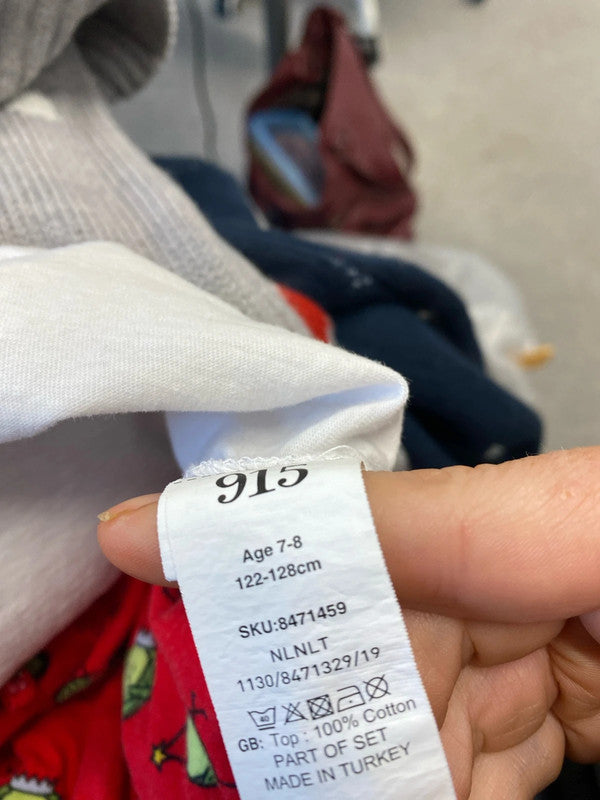 915
Age 7-8
122-128cm
SKU:8471459
NLNLT
1130/8471329/19
40
GB: Top : 100% Cotton
PART OF SET
MADE IN TURKEY